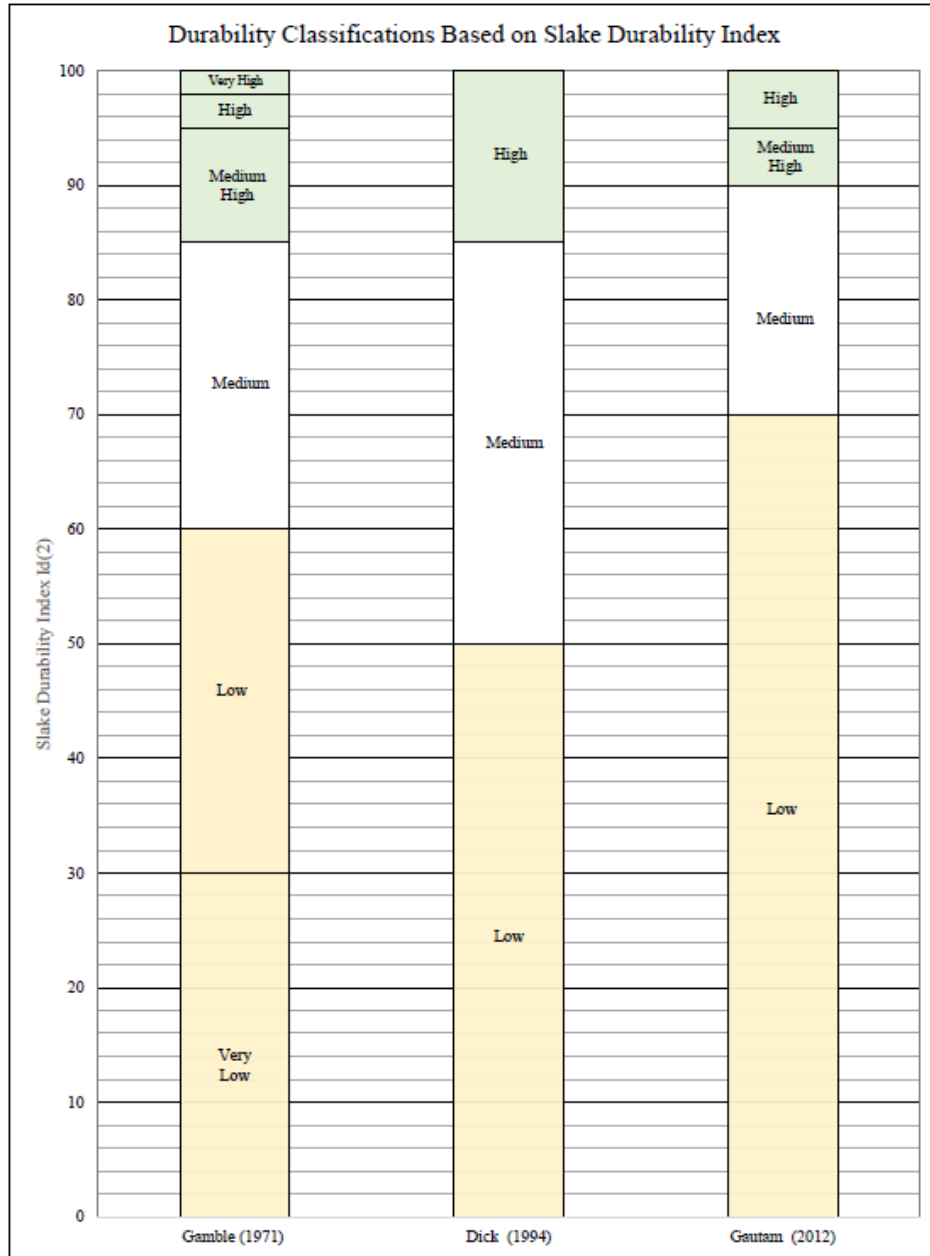 Durability Classifications Based on Slake Durability Index
Slake Durability Index Id(2)
100
90
80
70
60
50
40
30
20
10
0
Very High
High
Medium
High
Medium
Low
Very
Low
High
Medium
Low
High
Medium
High
Medium
Low
Gamble (1971)
Dick (1994)
Gautam (2012)